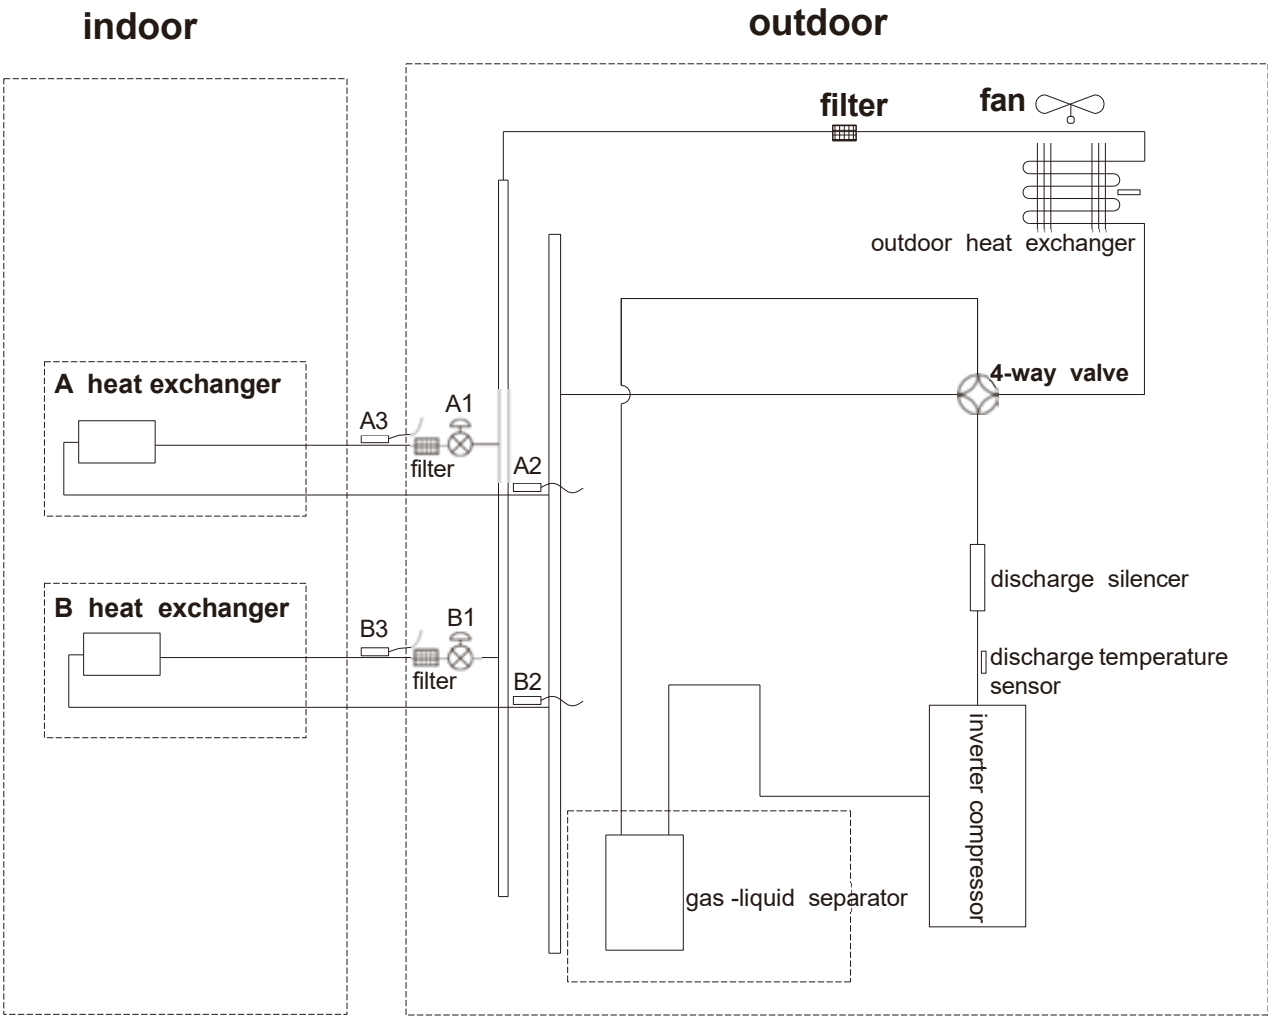 indoor
outdoor
filter
fan
outdoor heat exchanger
4-way valve
A heat exchanger
A3
A1
filter
A2
B heat exchanger
B3
B1
filter
B2
discharge silencer
discharge temperature
sensor
inverter compressor
gas -liquid separator